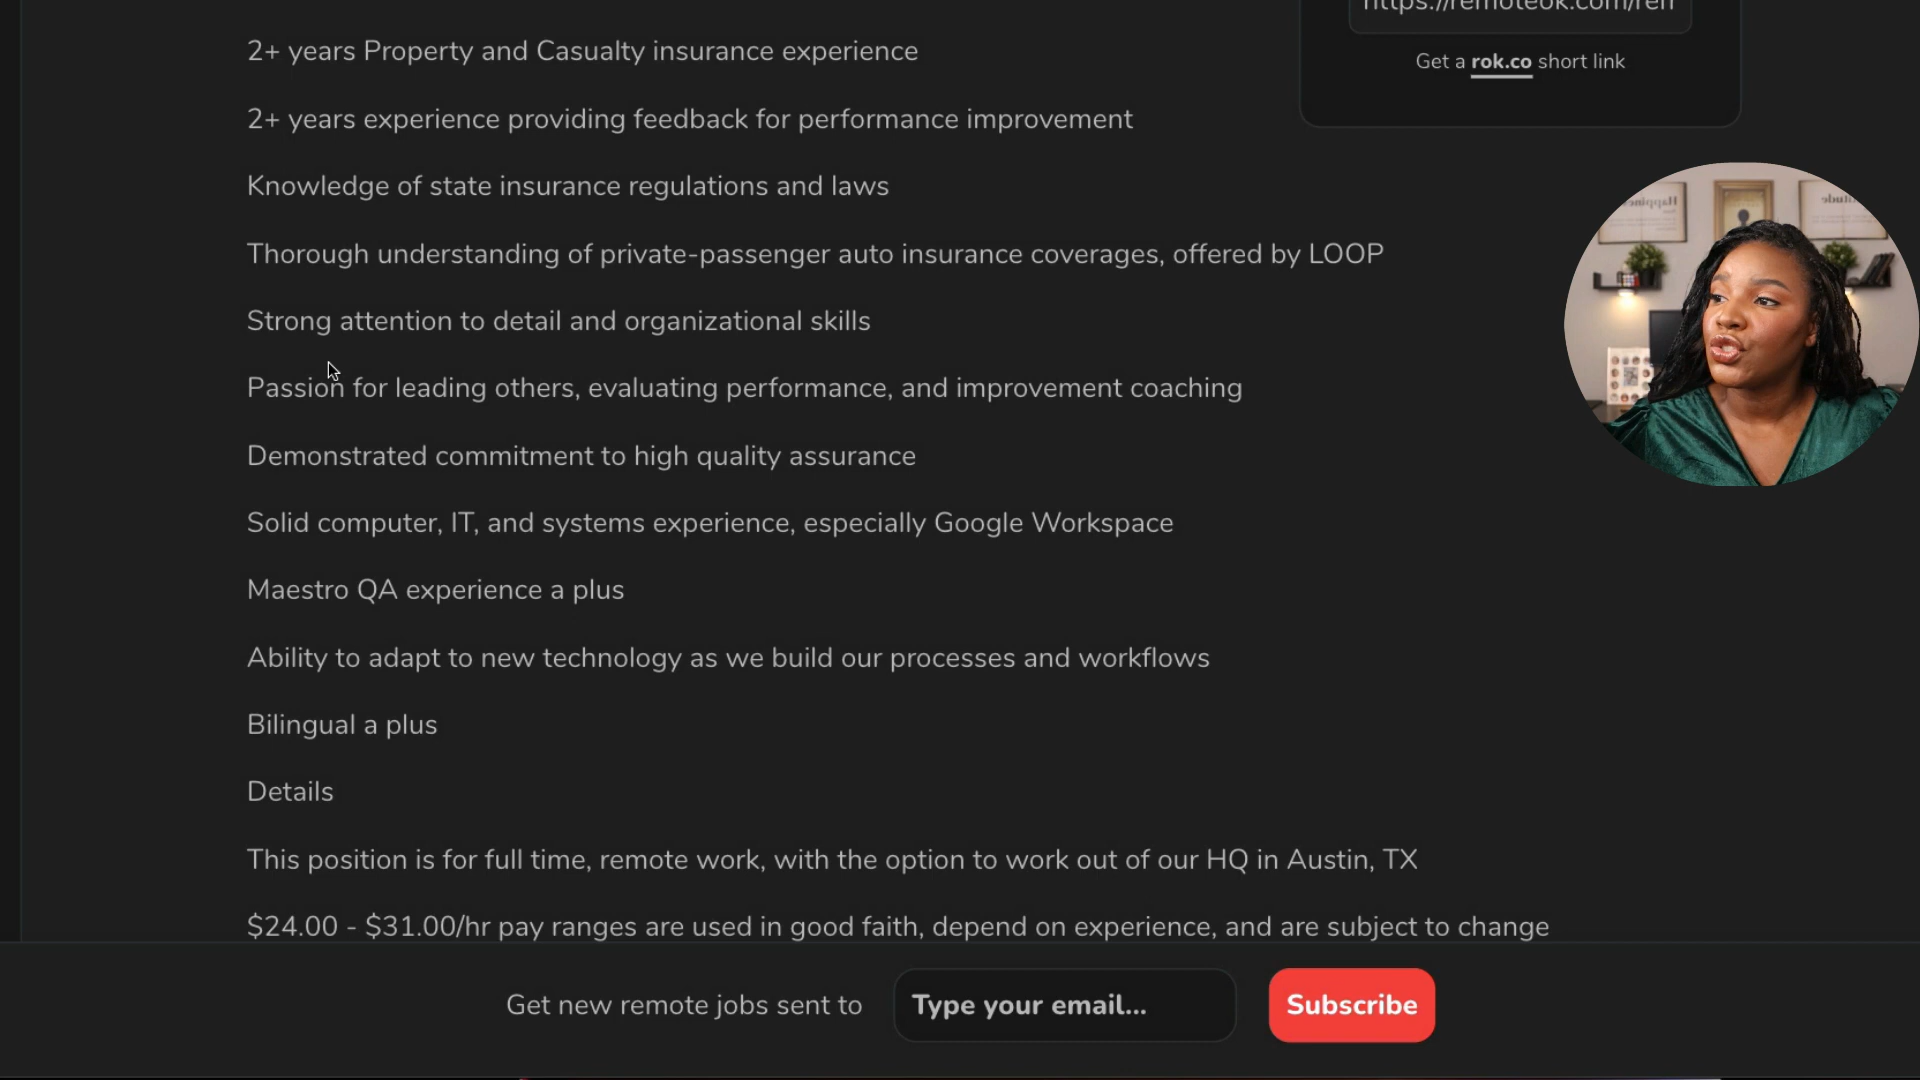 https://remoteok.com/rem
2+ years Property and Casualty insurance experience
Get a rok.co short link
2+ years experience providing feedback for performance improvement
Knowledge of state insurance regulations and laws
Thorough understanding of private-passenger auto insurance coverages, offered by LOOP
Strong attention to detail and organizational skills
Passion for leading others, evaluating performance, and improvement coaching
Demonstrated commitment to high quality assurance
Solid computer, IT, and systems experience, especially Google Workspace
Maestro QA experience a plus
Ability to adapt to new technology as we build our processes and workflows
Bilingual a plus
Details
This position is for full time, remote work, with the option to work out of our HQ in Austin, TX
$24.00 - $31.00/hr pay ranges are used in good faith, depend on experience, and are subject to change
Get new remote jobs sent to
Type your email...
Subscribe